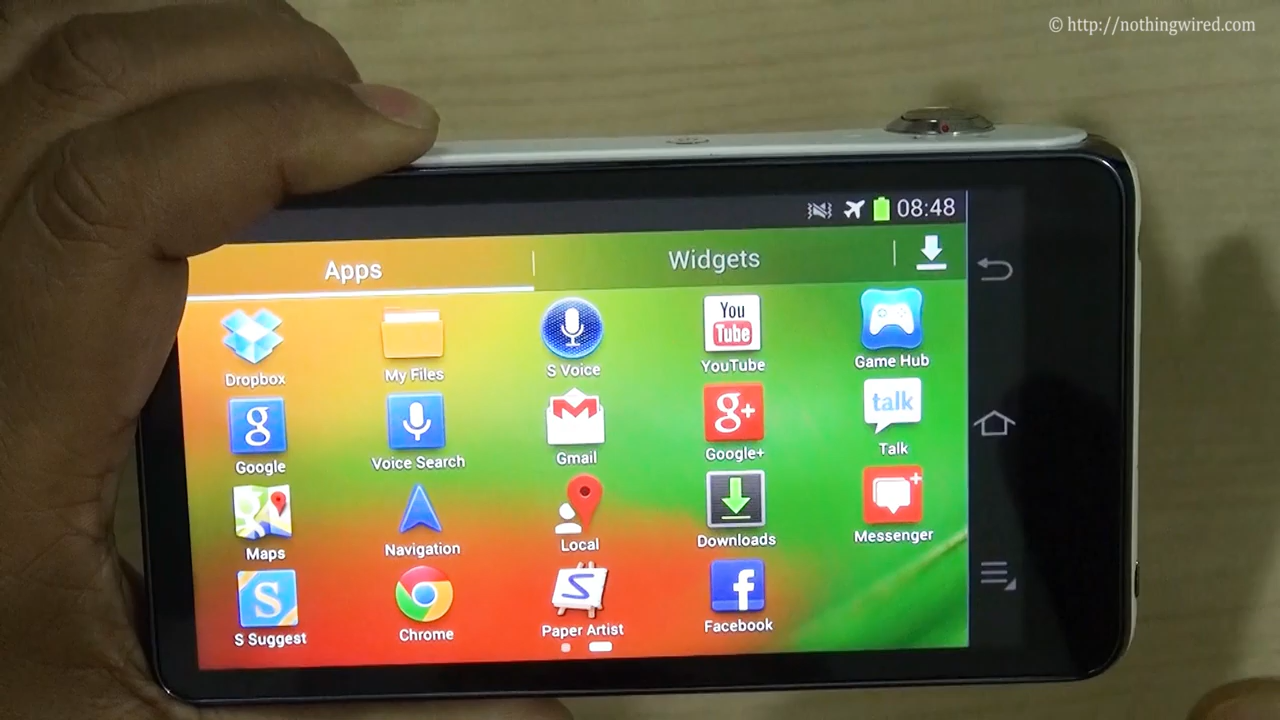 © http://nothingwired.com
08:48
Apps Widgets
Dropbox My Files S Voice You Tube YouTube Game Hub
g Google Voice Search Gmail g+ Google+ talk Talk
g Maps Navigation Local Downloads Messenger
S S Suggest Chrome S Paper Artist f Facebook